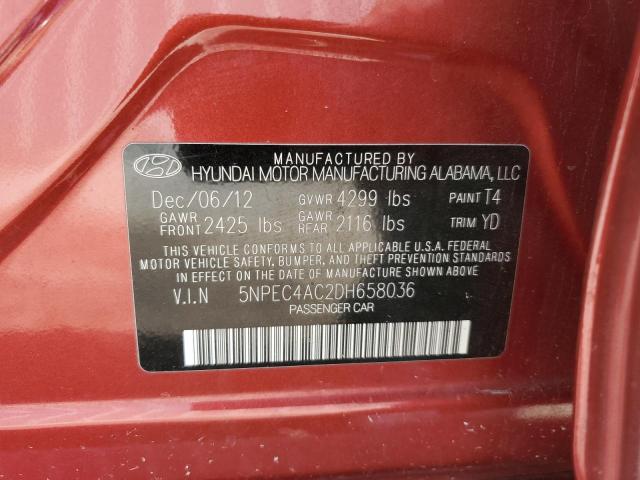 MANUFACTURED BY
HYUNDAI MOTOR MANUFACTURING ALABAMA, LLC
Dec/06/12 GVWR 4299 lbs PAINT T4
GAWR FRONT 2425 lbs GAWR REAR 2116 lbs TRIM YD
THIS VEHICLE CONFORMS TO ALL APPLICABLE U.S.A. FEDERAL
MOTOR VEHICLE SAFETY, BUMPER, AND THEFT PREVENTION STANDARDS
IN EFFECT ON THE DATE OF MANUFACTURE SHOWN ABOVE.
V.I.N 5NPEC4AC2DH658036
PASSENGER CAR